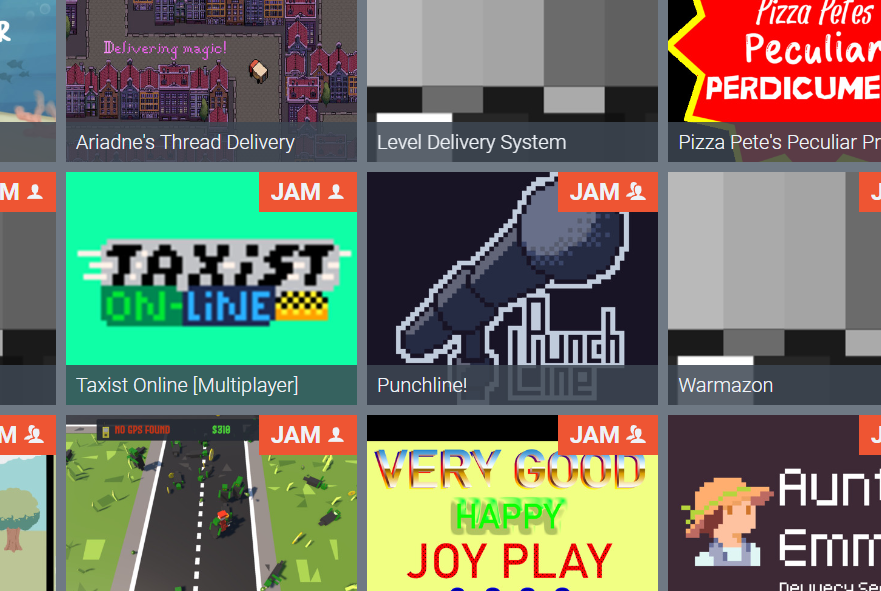 R
Delivering magic!
Ariadne's Thread Delivery
Level Delivery System
Pizza Petes
Peculiar
PERDICUME
Pizza Pete's Peculiar Pr
M
JAM
TAXiST
ON-LiNE
Taxist Online [Multiplayer]
JAM
Punch
Line
Punchline!
J
Warmazon
M
NO GPS FOUND
$310
JAM
JAM
VERY GOOD
HAPPY
JOY PLAY
J
Aunt
Emm